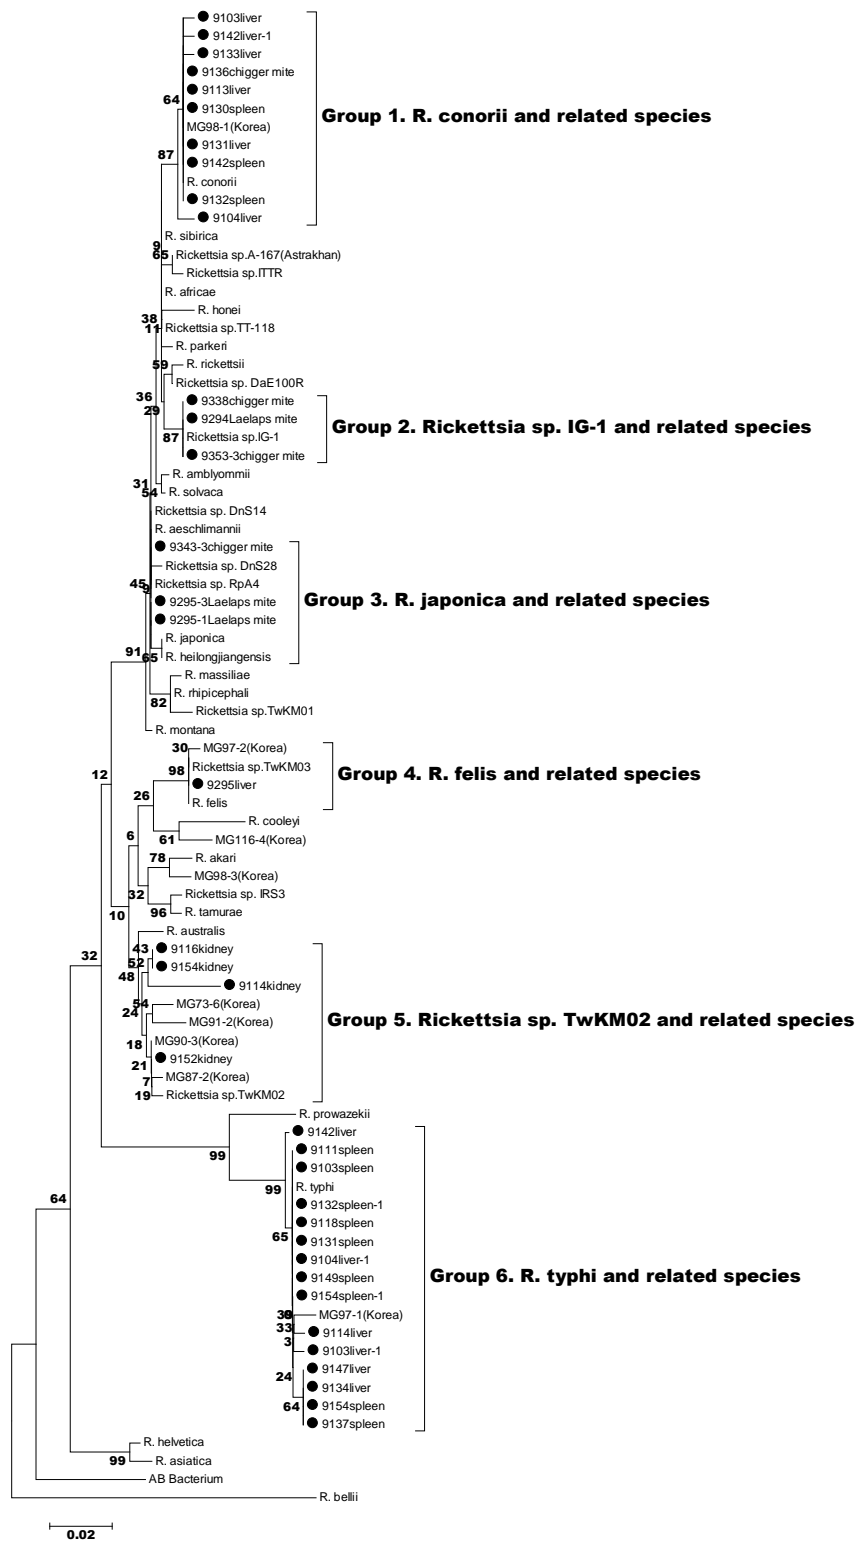 9103liver
9142liver-1
9133liver
9136chigger mite
9113liver
64
9130spleen
Group 1. R. conorii and related species
MG98-1(Korea)
9131liver
87
9142spleen
R. conorii
9132spleen
9104liver
R. sibirica
9
65
Rickettsia sp.A-167(Astrakhan)
Rickettsia sp.ITTR
R. africae
R. honei
38
11
Rickettsia sp.TT-118
R. parkeri
59
R. rickettsii
Rickettsia sp. DaE100R
36
9338chigger mite
29
9294Laelaps mite
Group 2. Rickettsia sp. IG-1 and related species
87
Rickettsia sp.IG-1
9353-3chigger mite
R. amblyommii
31
54
R. solvaca
Rickettsia sp. DnS14
R. aeschlimannii
9343-3chigger mite
Rickettsia sp. DnS28
45
9
Rickettsia sp. RpA4
9295-3Laelaps mite
Group 3. R. japonica and related species
9295-1Laelaps mite
R. japonica
91
65
R. heilongjiangensis
R. massiliae
82
R. rhipicephali
Rickettsia sp.TwKM01
R. montana
30
MG97-2(Korea)
12
98
Rickettsia sp.TwKM03
Group 4. R. felis and related species
9295liver
26
R. felis
R. cooleyi
6
61
MG116-4(Korea)
78
R. akari
MG98-3(Korea)
32
Rickettsia sp. IRS3
10
96
R. tamurae
R. australis
43
9116kidney
32
52
9154kidney
48
9114kidney
54
MG73-6(Korea)
24
MG91-2(Korea)
Group 5. Rickettsia sp. TwKM02 and related species
18
MG90-3(Korea)
9152kidney
21
7
MG87-2(Korea)
19
Rickettsia sp.TwKM02
R. prowazekii
9142liver
99
9111spleen
9103spleen
99
R. typhi
64
9132spleen-1
9118spleen
65
9131spleen
9104liver-1
9149spleen
Group 6. R. typhi and related species
9154spleen-1
MG97-1(Korea)
33
9114liver
3
9103liver-1
24
9147liver
9134liver
64
9154spleen
9137spleen
R. helvetica
99
R. asiatica
AB Bacterium
R. bellii
0.02